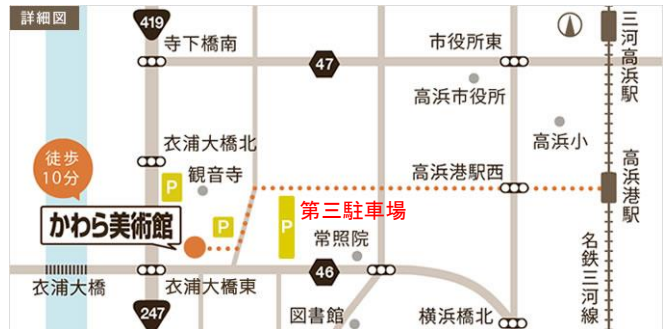 詳細図
419
寺下橋南
47
市役所東
三河高浜駅
高浜市役所
高浜小
衣浦大橋北
徒歩
10分
P
観音寺
高浜港駅西
高浜港駅
かわら美術館
P
P
第三駐車場
常照院
名鉄三河線
衣浦大橋
衣浦大橋東
46
247
図書館
横浜橋北